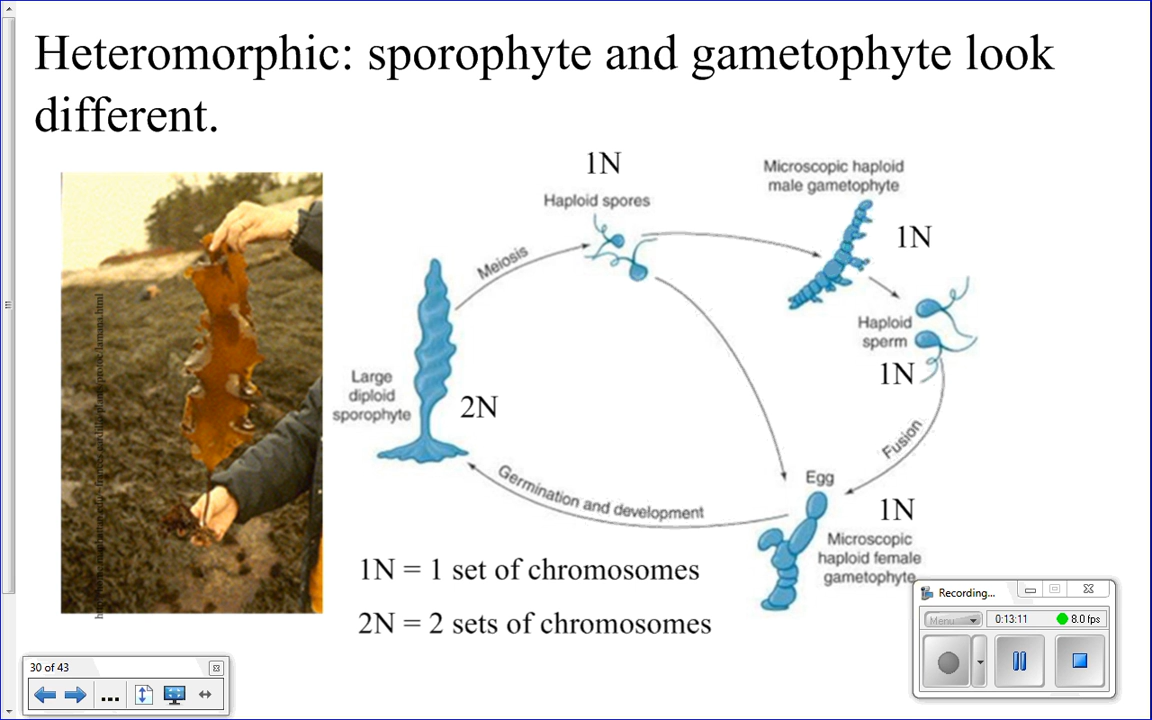 Heteromorphic: sporophyte and gametophyte look
different.
1N
Haploid spores
Microscopic haploid
male gametophyte
1N
Meiosis
Haploid
sperm
1N
Large
diploid
sporophyte
2N
Fusion
Germination and development
Egg
1N
Microscopic
haploid female
gametophyte
1N = 1 set of chromosomes
2N = 2 sets of chromosomes
Recording...
Menu
0:13:11
8.0 fps
30 of 43
...
m